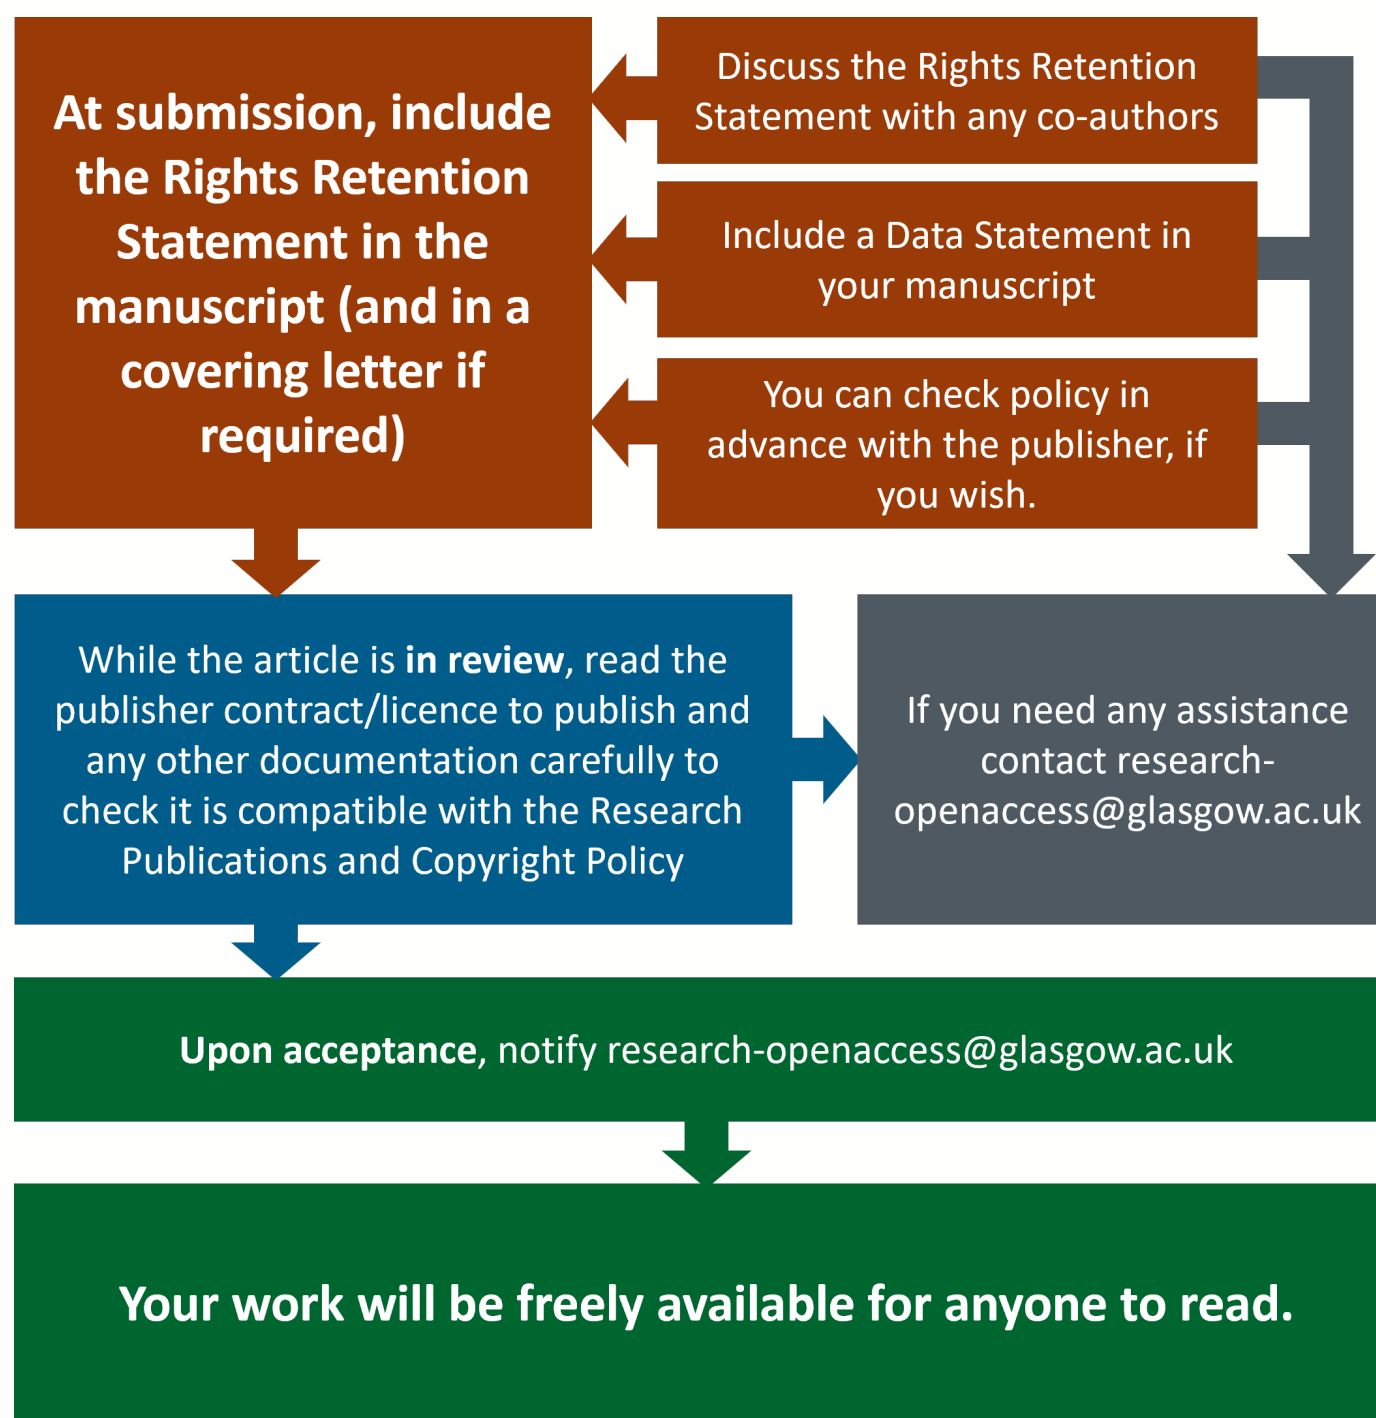 At submission, include
the Rights Retention
Statement in the
manuscript (and in a
covering letter if
required)
Discuss the Rights Retention
Statement with any co-authors
Include a Data Statement in
your manuscript
You can check policy in
advance with the publisher, if
you wish.
While the article is in review, read the
publisher contract/licence to publish and
any other documentation carefully to
check it is compatible with the Research
Publications and Copyright Policy
If you need any assistance
contact research-
openaccess@glasgow.ac.uk
Upon acceptance, notify research-openaccess@glasgow.ac.uk
Your work will be freely available for anyone to read.